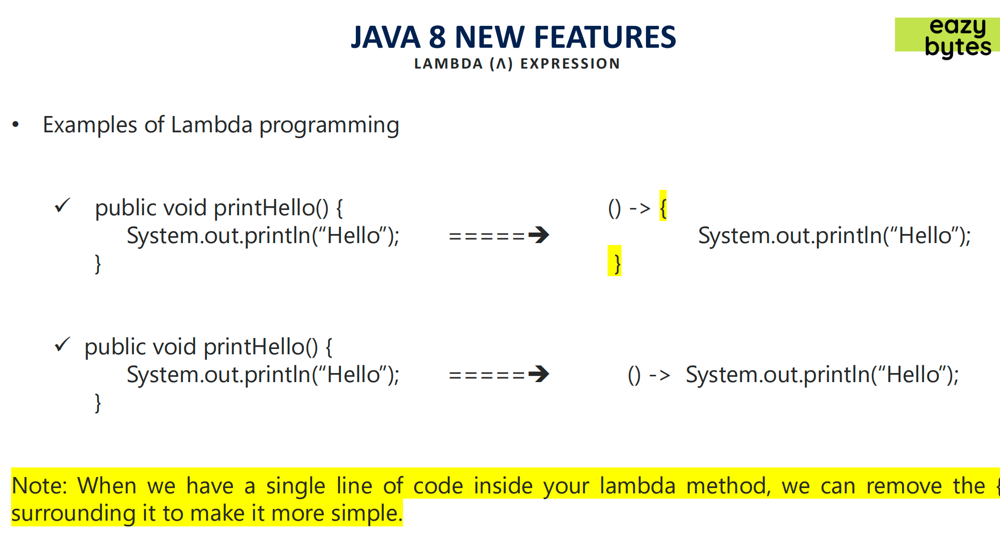 JAVA 8 NEW FEATURES
LAMBDA (Λ) EXPRESSION
eazy
bytes
• Examples of Lambda programming
✓ public void printHello() {
System.out.println(“Hello”);
}
=====➔
() -> {
System.out.println(“Hello”);
}
✓ public void printHello() {
System.out.println(“Hello”);
}
=====➔
() -> System.out.println(“Hello”);
Note: When we have a single line of code inside your lambda method, we can remove the {
surrounding it to make it more simple.